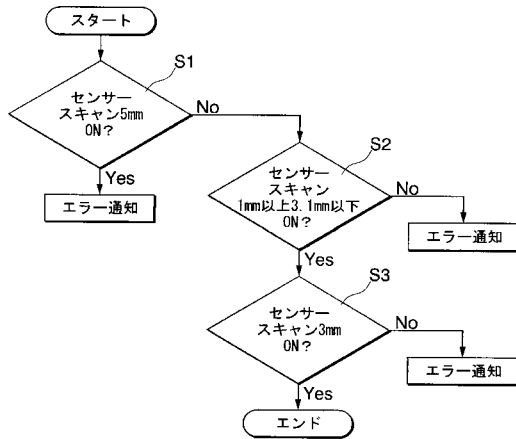 スタート
S1
センサー
スキャン5mm
ON?
No
Yes
エラー通知
S2
センサー
スキャン
1mm以上3.1mm以下
ON?
No
エラー通知
Yes
S3
センサー
スキャン3mm
ON?
No
エラー通知
Yes
エンド